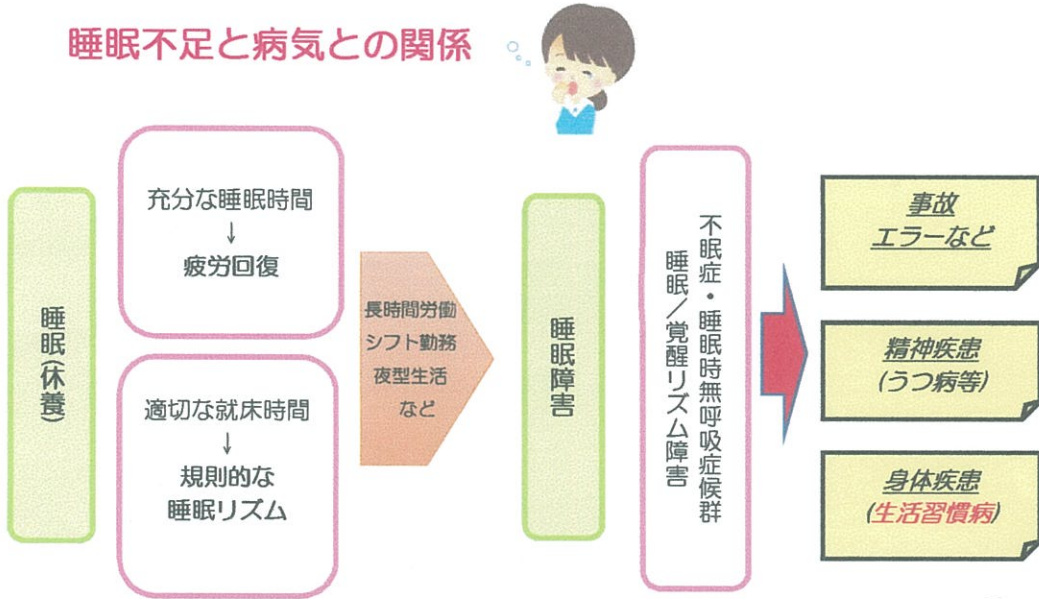 睡眠不足と病気との関係
睡眠(休養)
充分な睡眠時間
↓
疲労回復
適切な就床時間
↓
規則的な
睡眠リズム
長時間労働
シフト勤務
夜型生活
など
睡眠障害
不眠症・睡眠時無呼吸症候群
睡眠/覚醒リズム障害
事故
エラーなど
精神疾患
(うつ病等)
身体疾患
(生活習慣病)